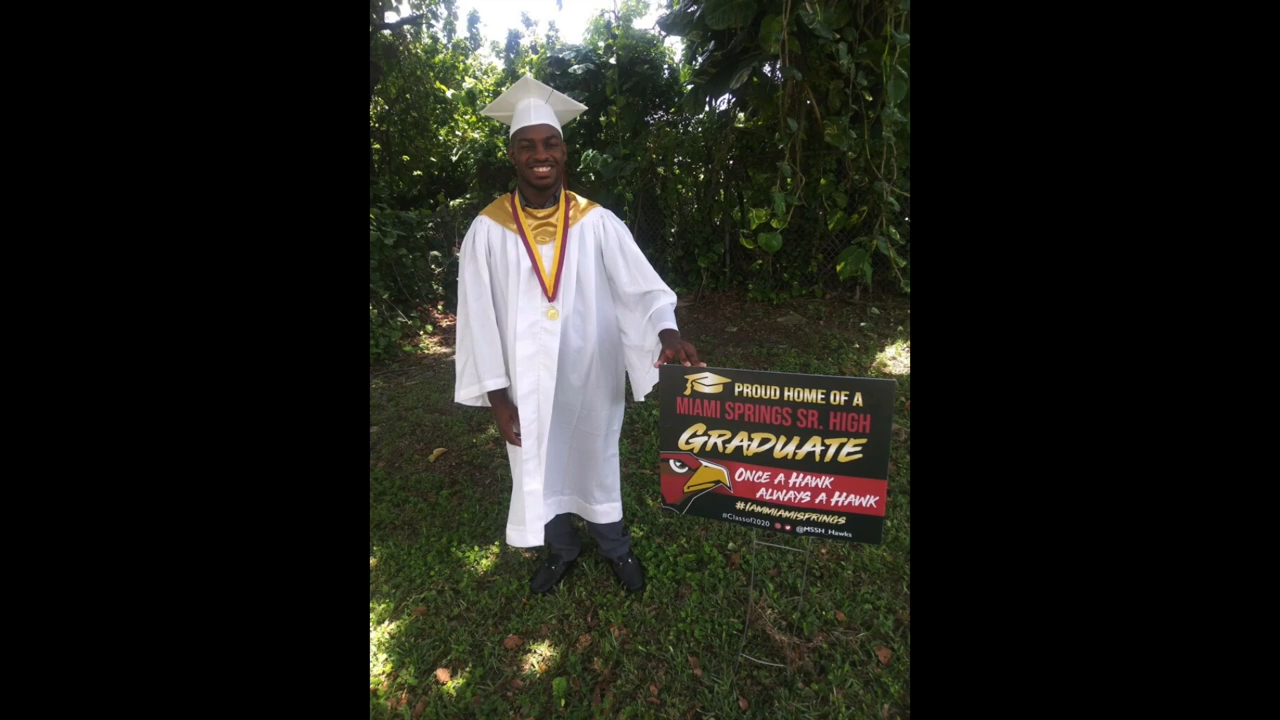 PROUD HOME OF A
MIAMI SPRINGS SR. HIGH
GRADUATE
ONCE A HAWK
ALWAYS A HAWK
#IAMMIAMISPRINGS
#Classof2020 @MSSH_Hawks